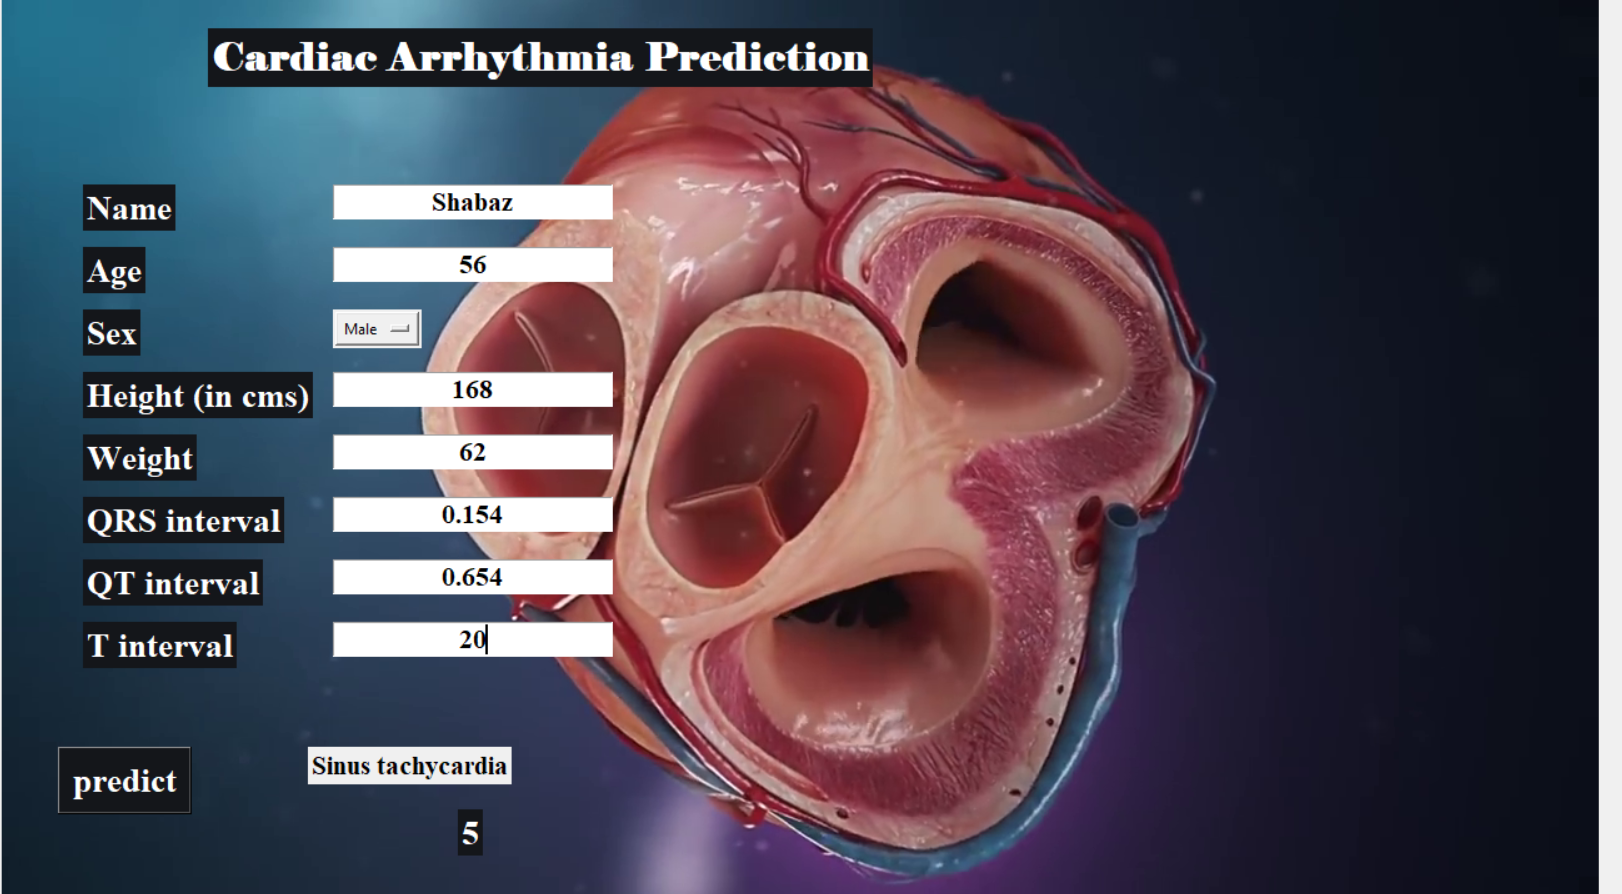 Cardiac Arrhythmia Prediction
Name Shabaz
Age 56
Sex Male
Height (in cms) 168
Weight 62
QRS interval 0.154
QT interval 0.654
T interval 20
predict Sinus tachycardia
5